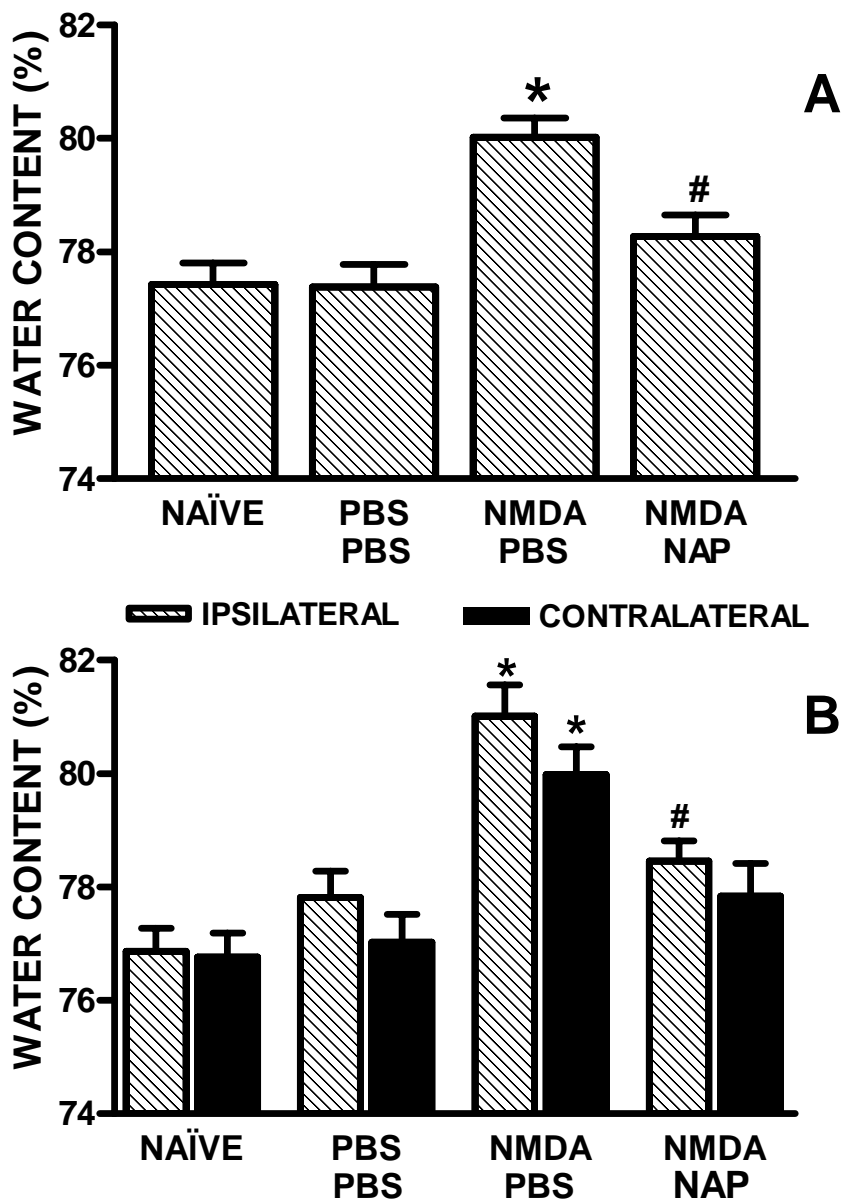 A
WATER CONTENT (%)
82
80
78
76
74
*
#
NAÏVE PBS NMDA NMDA
PBS PBS NAP
IPSILATERAL CONTRALATERAL
B
WATER CONTENT (%)
82
80
78
76
74
*
*
#
NAÏVE PBS NMDA NMDA
PBS PBS NAP